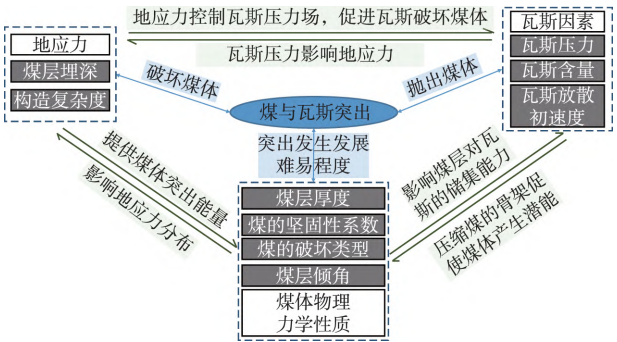 地应力控制瓦斯压力场，促进瓦斯破坏煤体
瓦斯压力影响地应力
地应力
煤层埋深
构造复杂度
瓦斯因素
瓦斯压力
瓦斯含量
瓦斯放散
初速度
破坏煤体
抛出煤体
煤与瓦斯突出
突出发生发展
难易程度
提供煤体突出能量
影响地应力分布
影响煤层对瓦
斯的储集能力
压缩煤的骨架促
使煤体产生潜能
煤层厚度
煤的坚固性系数
煤的破坏类型
煤层倾角
煤体物理
力学性质